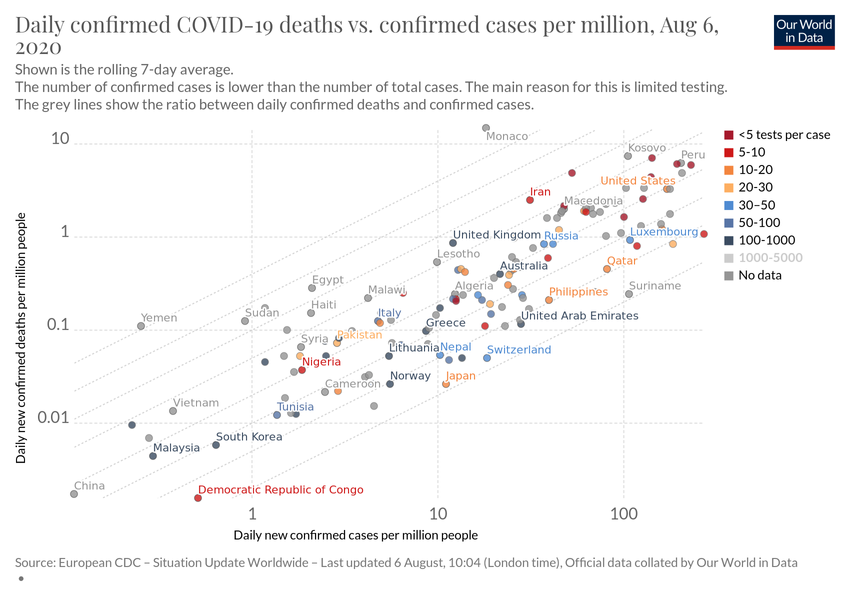 Daily confirmed COVID-19 deaths vs. confirmed cases per million, Aug 6,
2020
Our World
in Data
Shown is the rolling 7-day average.
The number of confirmed cases is lower than the number of total cases. The main reason for this is limited testing.
The grey lines show the ratio between daily confirmed deaths and confirmed cases.
Daily new confirmed deaths per million people
10
1
0.1
0.01
Monaco
Kosovo
Peru
United States
Iran
Macedonia
United Kingdom
Russia
Luxembourg
Lesotho
Australia
Qatar
Egypt
Malawi
Algeria
Philippines
Suriname
Yemen
Sudan
Haiti
Italy
Greece
United Arab Emirates
Syria
Pakistan
Lithuania
Nepal
Switzerland
Nigeria
Cameroon
Norway
Japan
Vietnam
Tunisia
Malaysia
South Korea
China
Democratic Republic of Congo
1
10
100
Daily new confirmed cases per million people
<5 tests per case
5-10
10-20
20-30
30–50
50-100
100-1000
1000-5000
No data
Source: European CDC – Situation Update Worldwide – Last updated 6 August, 10:04 (London time), Official data collated by Our World in Data